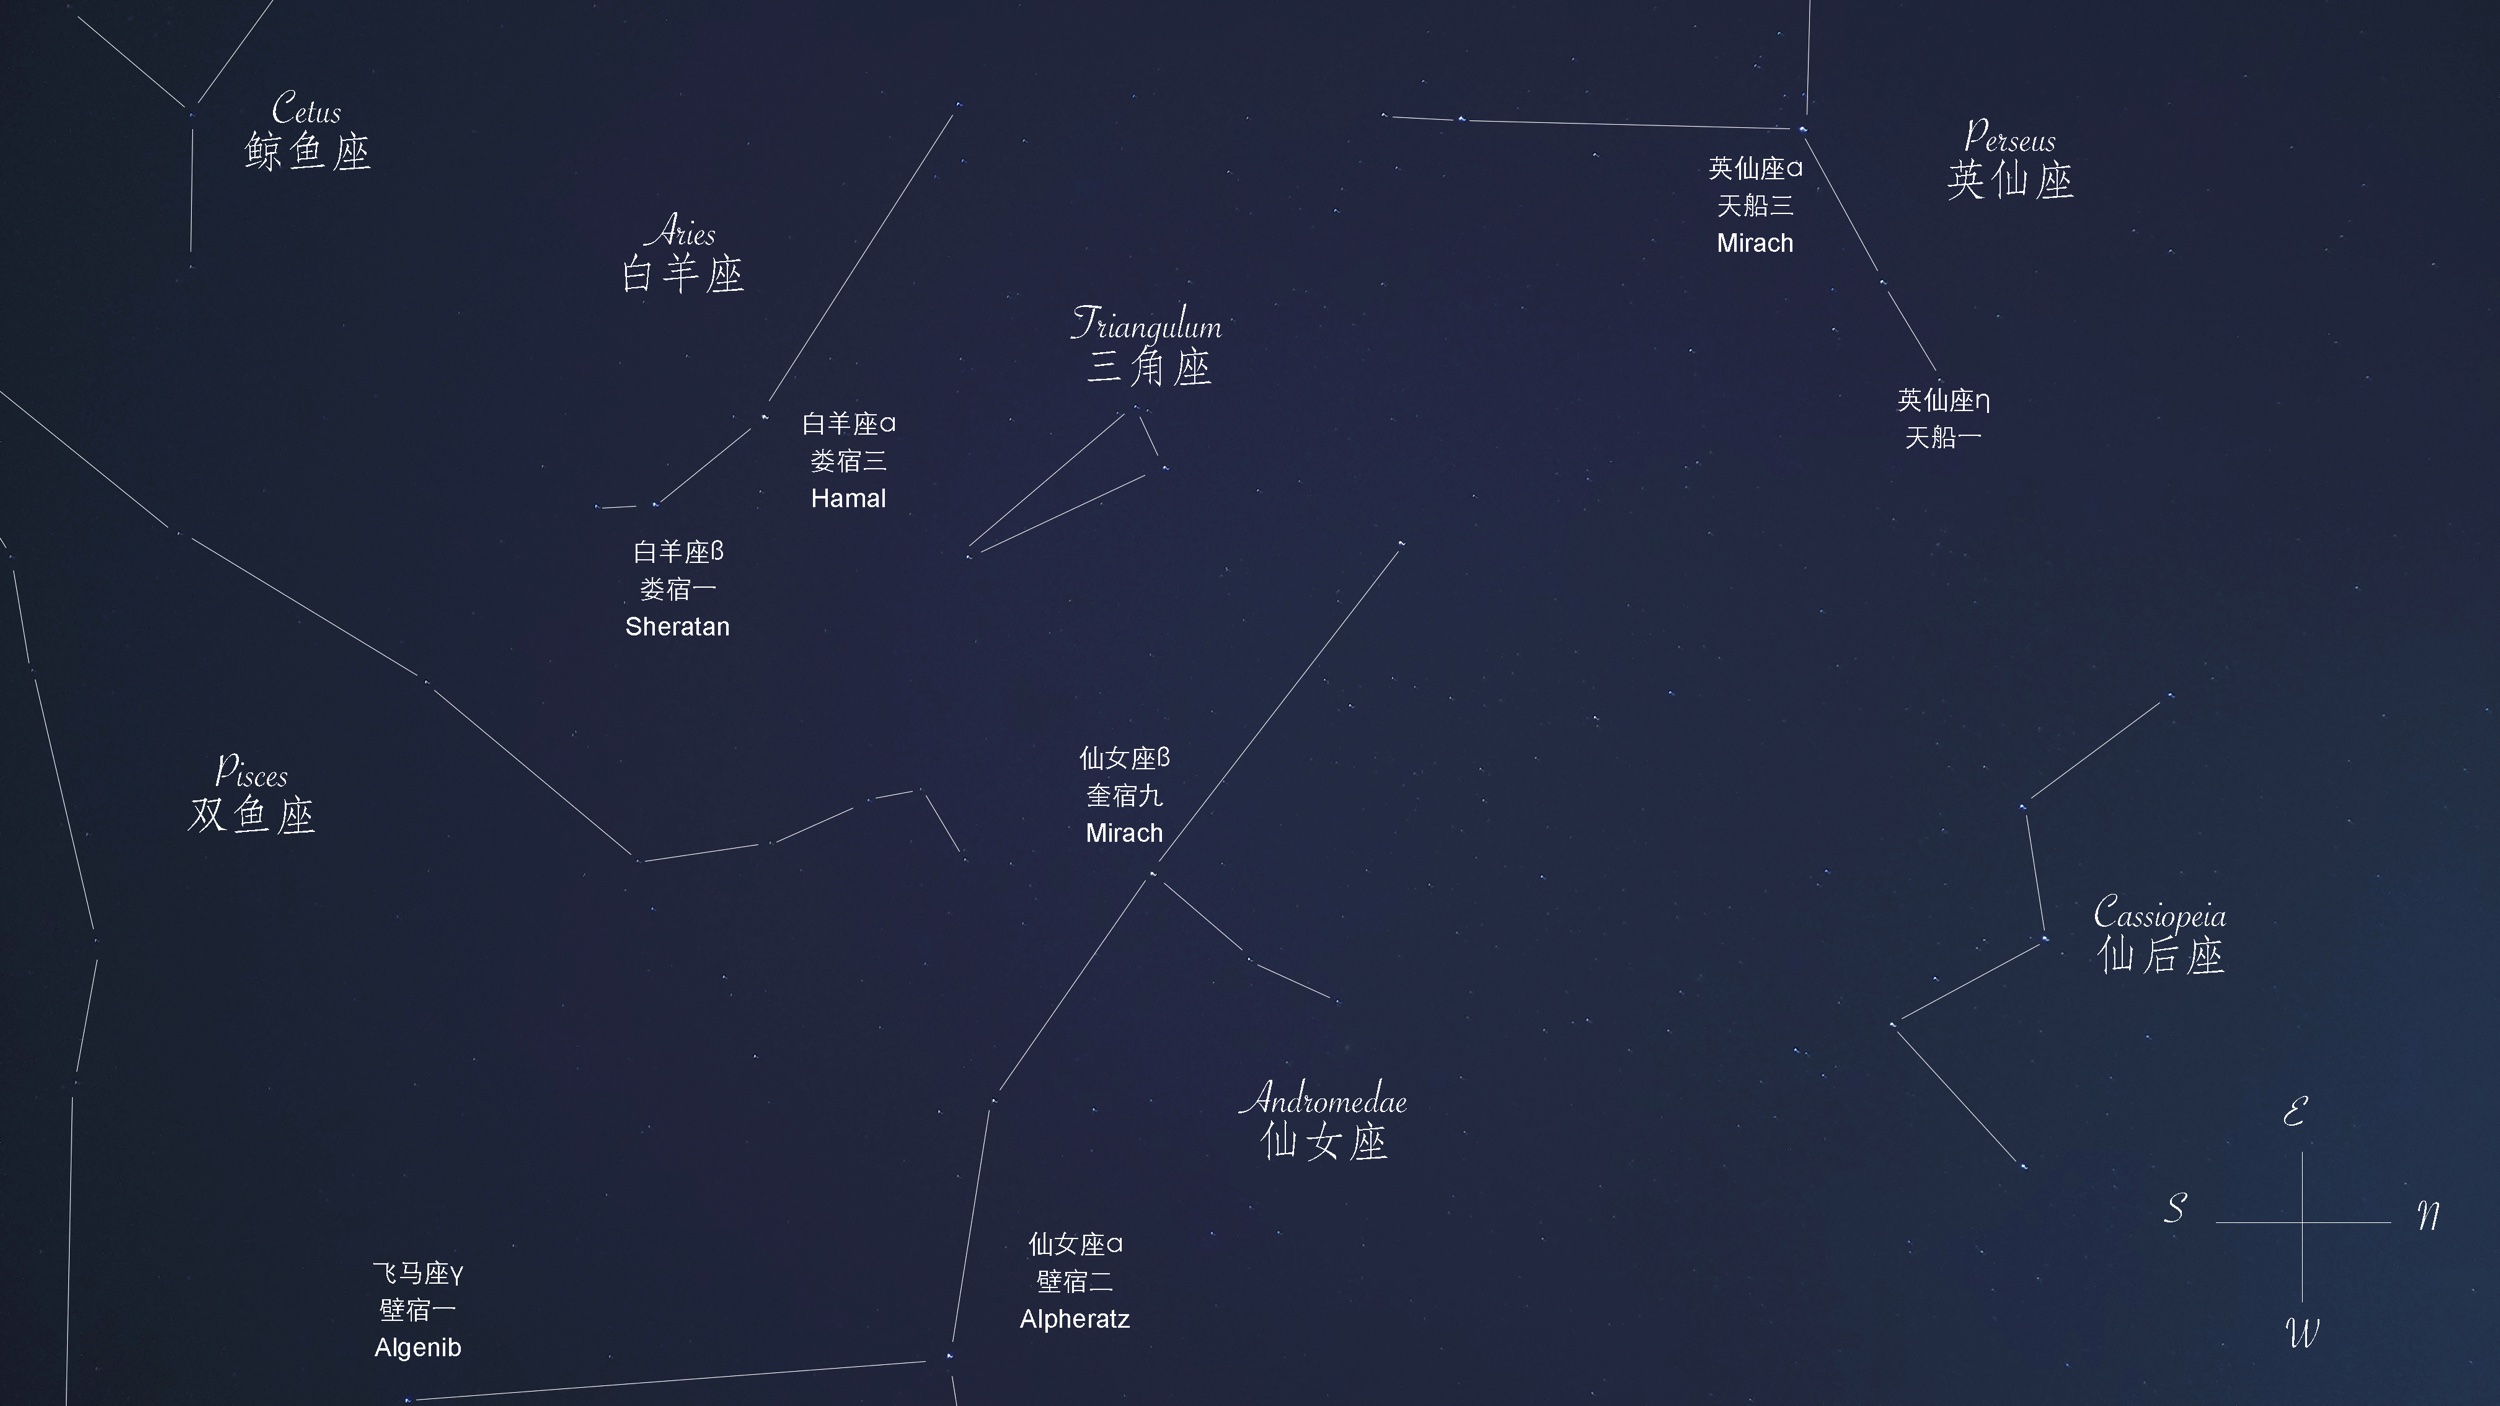 Cetus
鲸鱼座
Perseus
英仙座
英仙座α
天船三
Mirach
Aries
白羊座
Triangulum
三角座
英仙座η
天船一
白羊座α
娄宿三
Hamal
白羊座β
娄宿一
Sheratan
Pisces
双鱼座
仙女座β
奎宿九
Mirach
Cassiopeia
仙后座
Andromedae
仙女座
E
S
N
W
飞马座γ
壁宿一
Algenib
仙女座α
壁宿二
Alpheratz